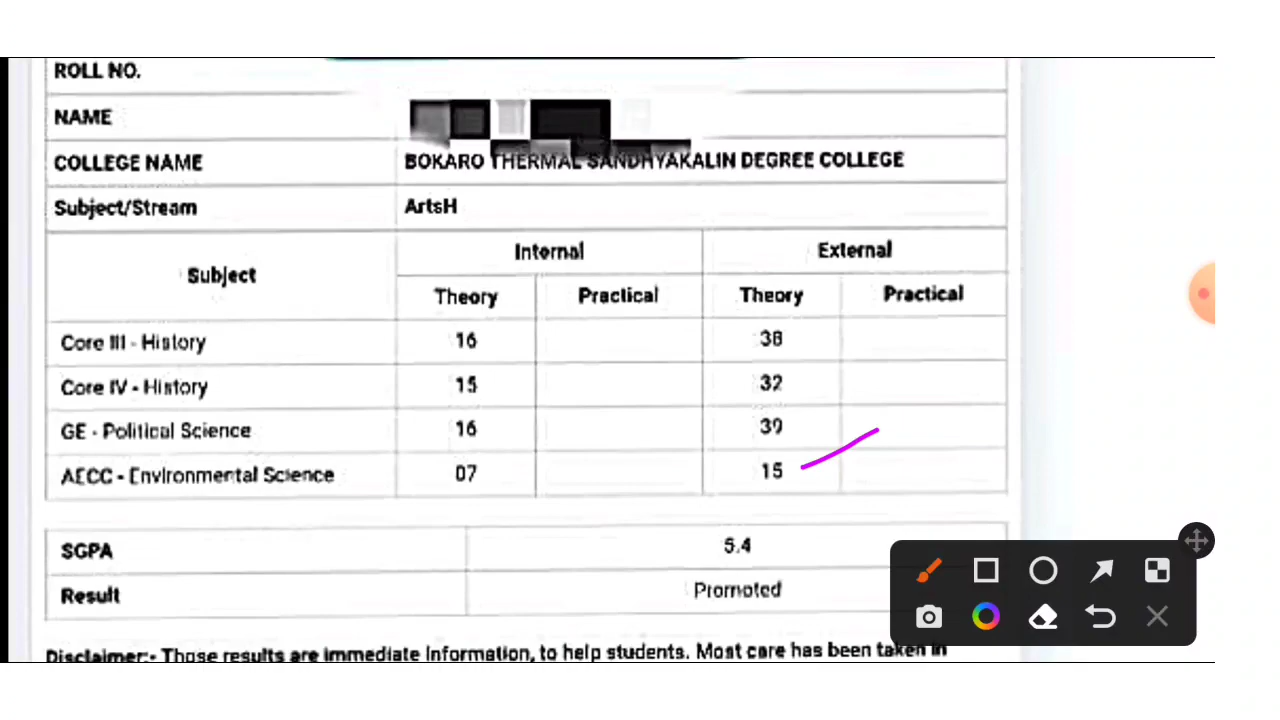 ROLL NO.
NAME
COLLEGE NAME BOKARO THERMAL SANDHYAKALIN DEGREE COLLEGE
Subject/Stream ArtsH
Subject Internal External
Theory Practical Theory Practical
Core III - History 16 38
Core IV - History 15 32
GE - Political Science 16 39
AECC - Environmental Science 07 15
SGPA 5.4
Result Promoted
Disclaimer:- Those results are immediate Information, to help students. Most care has been taken in